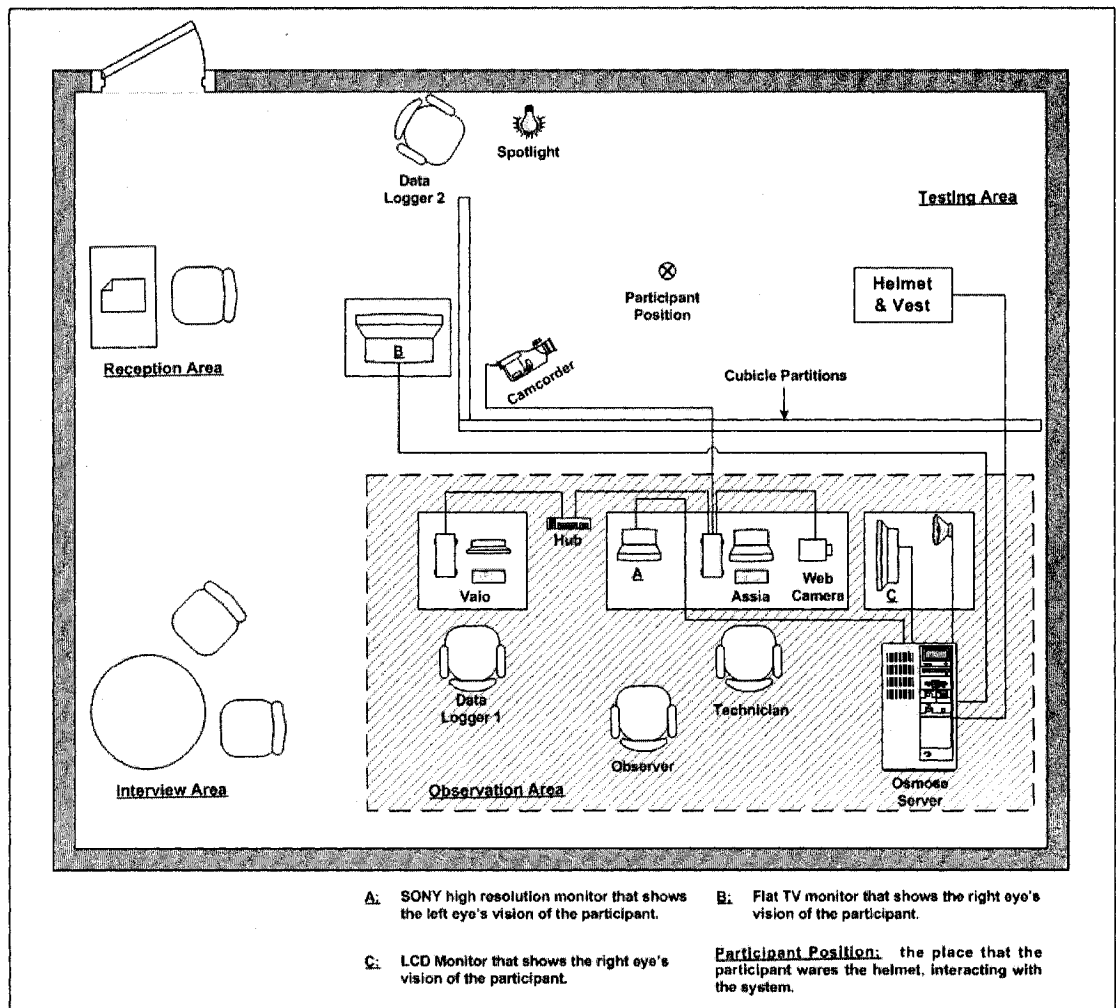 Spotlight
Data
Logger 2
Testing Area
Participant
Position
Helmet
& Vest
B
Camcorder
Reception Area
Cubicle Partitions
Hub
A
Vaio
Assia
Web
Camera
C
Data
Logger 1
Technician
Observer
Interview Area
Observation Area
Osmose
Server
A: SONY high resolution monitor that shows
the left eye's vision of the participant.
B: Flat TV monitor that shows the right eye's
vision of the participant.
C: LCD Monitor that shows the right eye's
vision of the participant.
Participant Position: the place that the
participant wares the helmet, interacting with
the system.